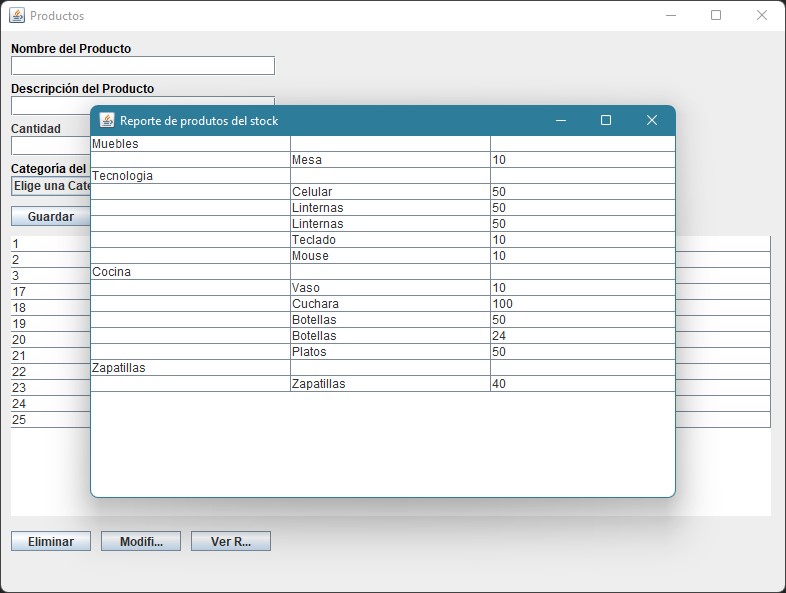 Productos
Nombre del Producto
Descripción del Producto
Cantidad
Categoría del
Elige una Cate
Guardar
Reporte de produtos del stock
Muebles
Mesa 10
Tecnologia
Celular 50
Linternas 50
Linternas 50
Teclado 10
Mouse 10
Cocina
Vaso 10
Cuchara 100
Botellas 50
Botellas 24
Platos 50
Zapatillas
Zapatillas 40
1
2
3
17
18
19
20
21
22
23
24
25
Eliminar Modifi... Ver R...